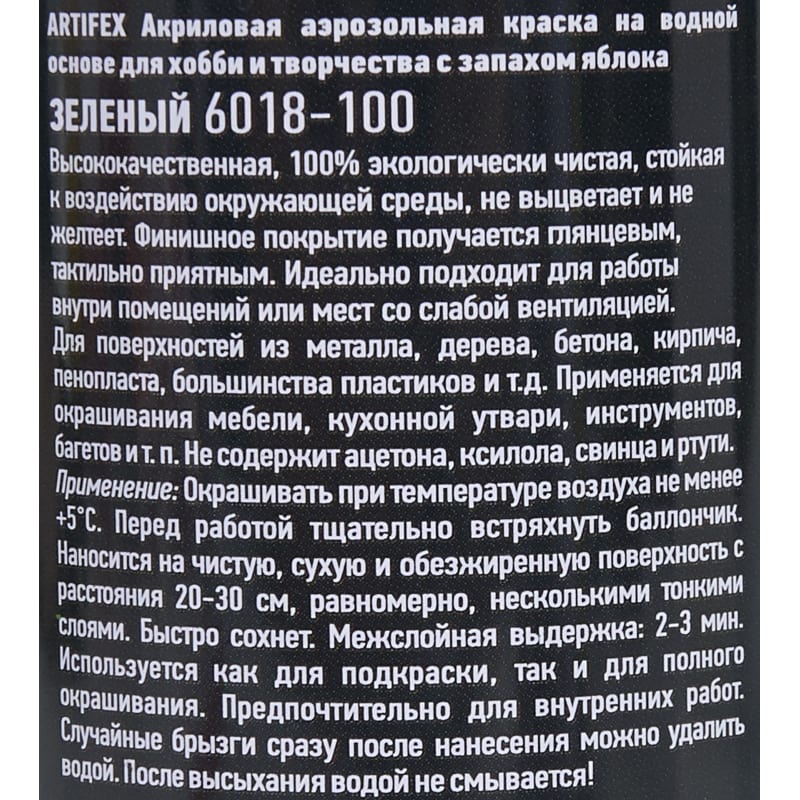 ARTIFEX Акриловая аэрозольная краска на водной
основе для хобби и творчества с запахом яблока
ЗЕЛЕНЫЙ 6018-100
Высококачественная, 100% экологически чистая, стойкая
к воздействию окружающей среды, не выцветает и не
желтеет. Финишное покрытие получается глянцевым,
тактильно приятным. Идеально подходит для работы
внутри помещений или мест со слабой вентиляцией.
Для поверхностей из металла, дерева, бетона, кирпича,
пенопласта, большинства пластиков и т.д. Применяется для
окрашивания мебели, кухонной утвари, инструментов,
багетов и т. п. Не содержит ацетона, ксилола, свинца и ртути.
Применение: Окрашивать при температуре воздуха не менее
+5°С. Перед работой тщательно встряхнуть баллончик.
Наносится на чистую, сухую и обезжиренную поверхность с
расстояния 20-30 см, равномерно, несколькими тонкими
слоями. Быстро сохнет. Межслойная выдержка: 2-3 мин.
Используется как для подкраски, так и для полного
окрашивания. Предпочтительно для внутренних работ.
Случайные брызги сразу после нанесения можно удалить
водой. После высыхания водой не смывается!